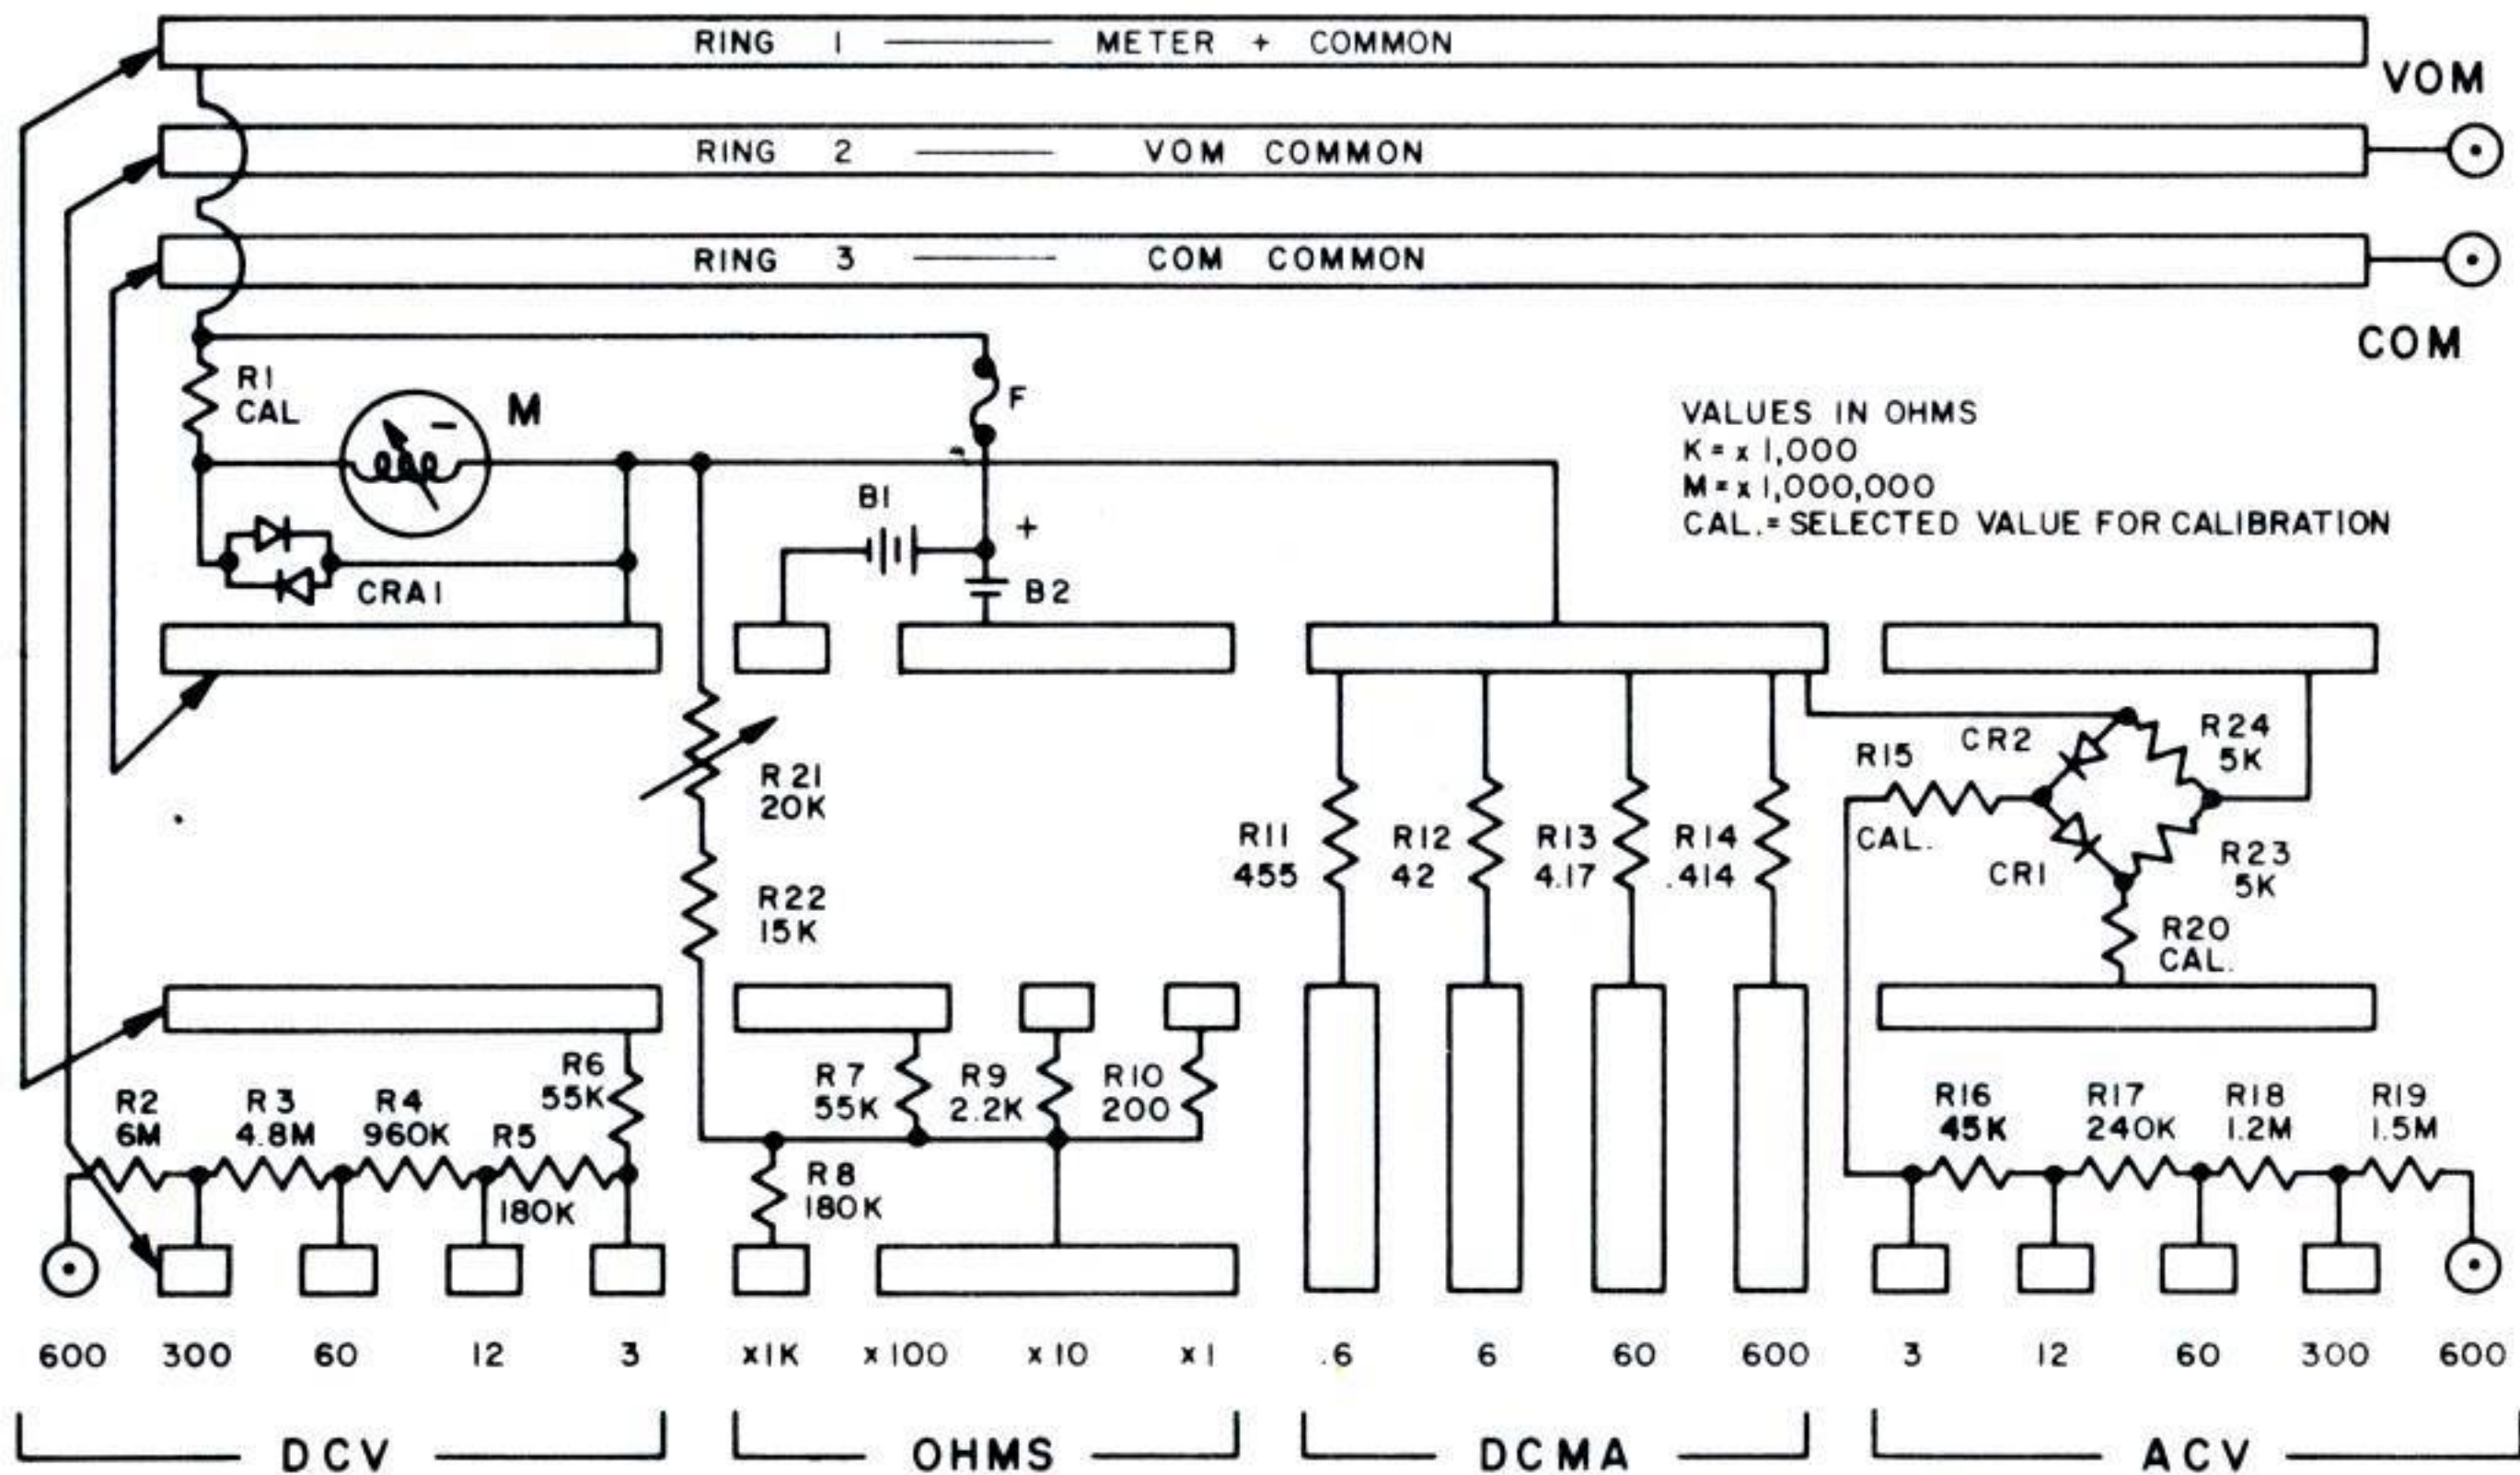 RING 1 METER + COMMON
VOM
RING 2 VOM COMMON
RING 3 COM COMMON
COM
R1
CAL
M
F
VALUES IN OHMS
K = x 1,000
M = x 1,000,000
CAL. = SELECTED VALUE FOR CALIBRATION
B1
+
B2
CRA1
R21
20K
R22
15K
R11
455
R12
42
R13
4.17
R14
.414
R15
CAL.
CR2
R24
5K
CR1
R23
5K
R20
CAL.
R2
6M
R3
4.8M
R4
960K
R5
180K
R6
55K
R7
55K
R9
2.2K
R10
200
R8
180K
R16
45K
R17
240K
R18
1.2M
R19
1.5M
600 300 60 12 3 x1K x100 x10 x1 .6 6 60 600 3 12 60 300 600
DCV OHMS DCMA ACV